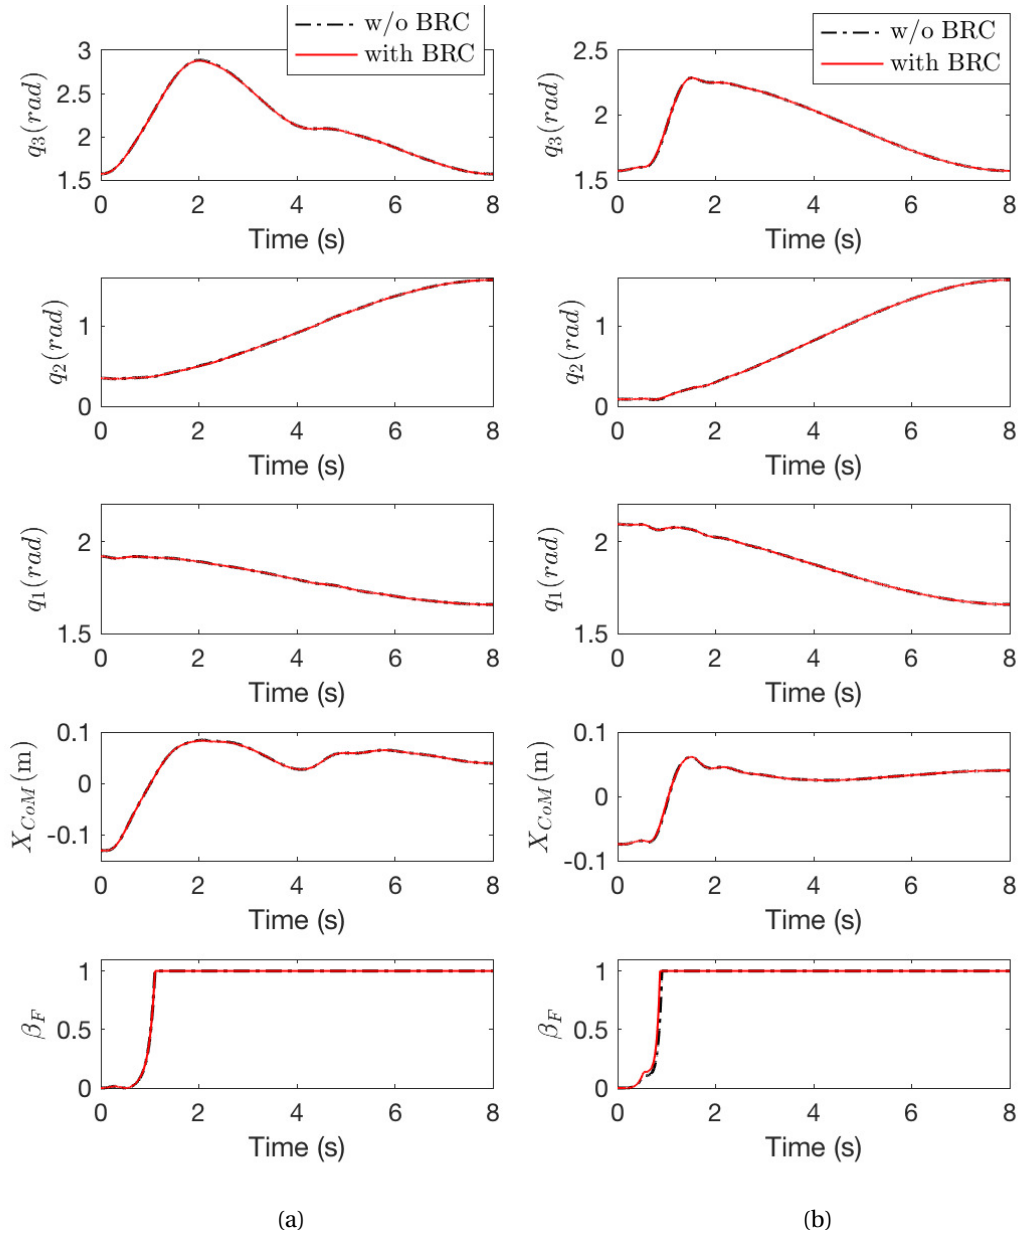 w/o BRC
with BRC
3
2.5
2
1.5
q3(rad)
0 2 4 6 8
Time (s)
1
0
q2(rad)
0 2 4 6 8
Time (s)
2
1.5
q1(rad)
0 2 4 6 8
Time (s)
0.1
0
-0.1
XCoM(m)
0 2 4 6 8
Time (s)
1
0.5
0
βF
0 2 4 6 8
Time (s)
(a)
w/o BRC
with BRC
2.5
2
1.5
q3(rad)
0 2 4 6 8
Time (s)
1
0
q2(rad)
0 2 4 6 8
Time (s)
2
1.5
q1(rad)
0 2 4 6 8
Time (s)
0.1
0
-0.1
XCoM(m)
0 2 4 6 8
Time (s)
1
0.5
0
βF
0 2 4 6 8
Time (s)
(b)